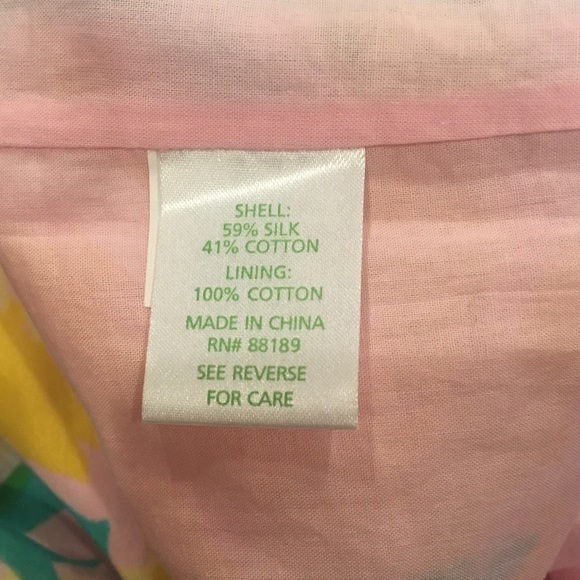 SHELL:
59% SILK
41% COTTON
LINING:
100% COTTON
MADE IN CHINA
RN# 88189
SEE REVERSE
FOR CARE